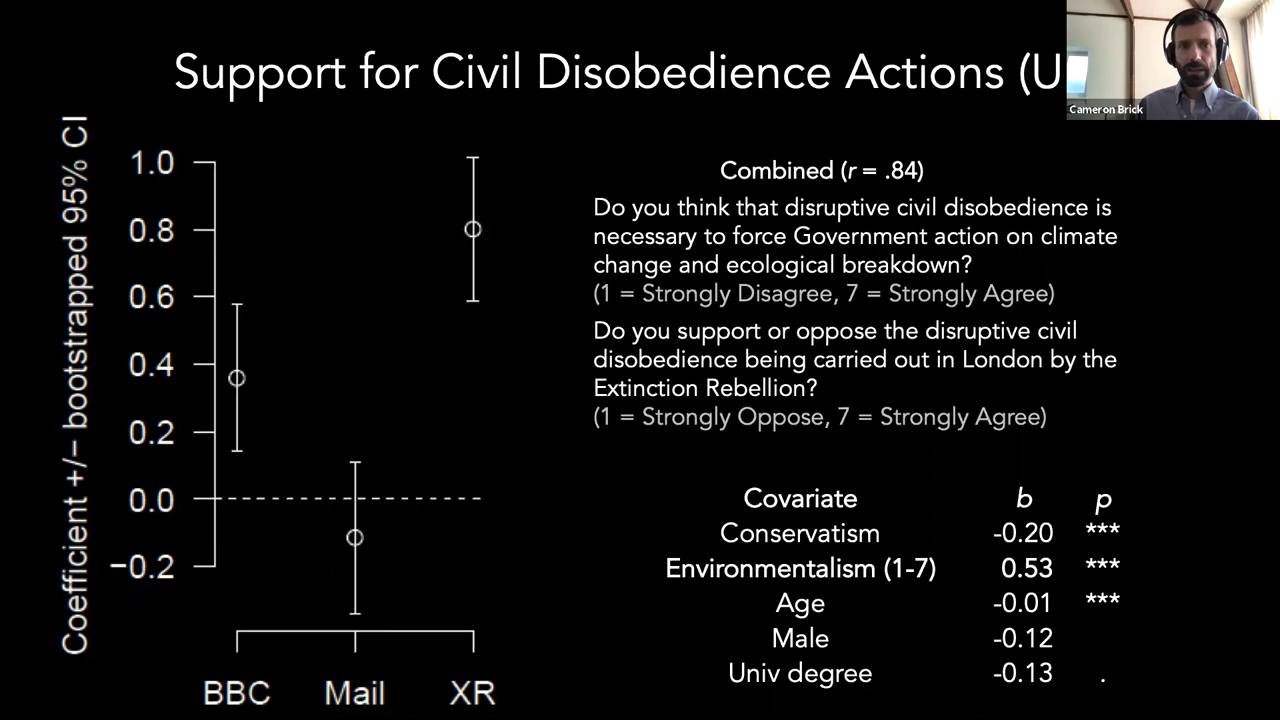 Support for Civil Disobedience Actions (U
Cameron Brick
Coefficient +/− bootstrapped 95% CI
1.0
0.8
0.6
0.4
0.2
0.0
−0.2
BBC Mail XR
Combined (r = .84)
Do you think that disruptive civil disobedience is
necessary to force Government action on climate
change and ecological breakdown?
(1 = Strongly Disagree, 7 = Strongly Agree)
Do you support or oppose the disruptive civil
disobedience being carried out in London by the
Extinction Rebellion?
(1 = Strongly Oppose, 7 = Strongly Agree)
Covariate b p
Conservatism -0.20 ***
Environmentalism (1-7) 0.53 ***
Age -0.01 ***
Male -0.12
Univ degree -0.13 .